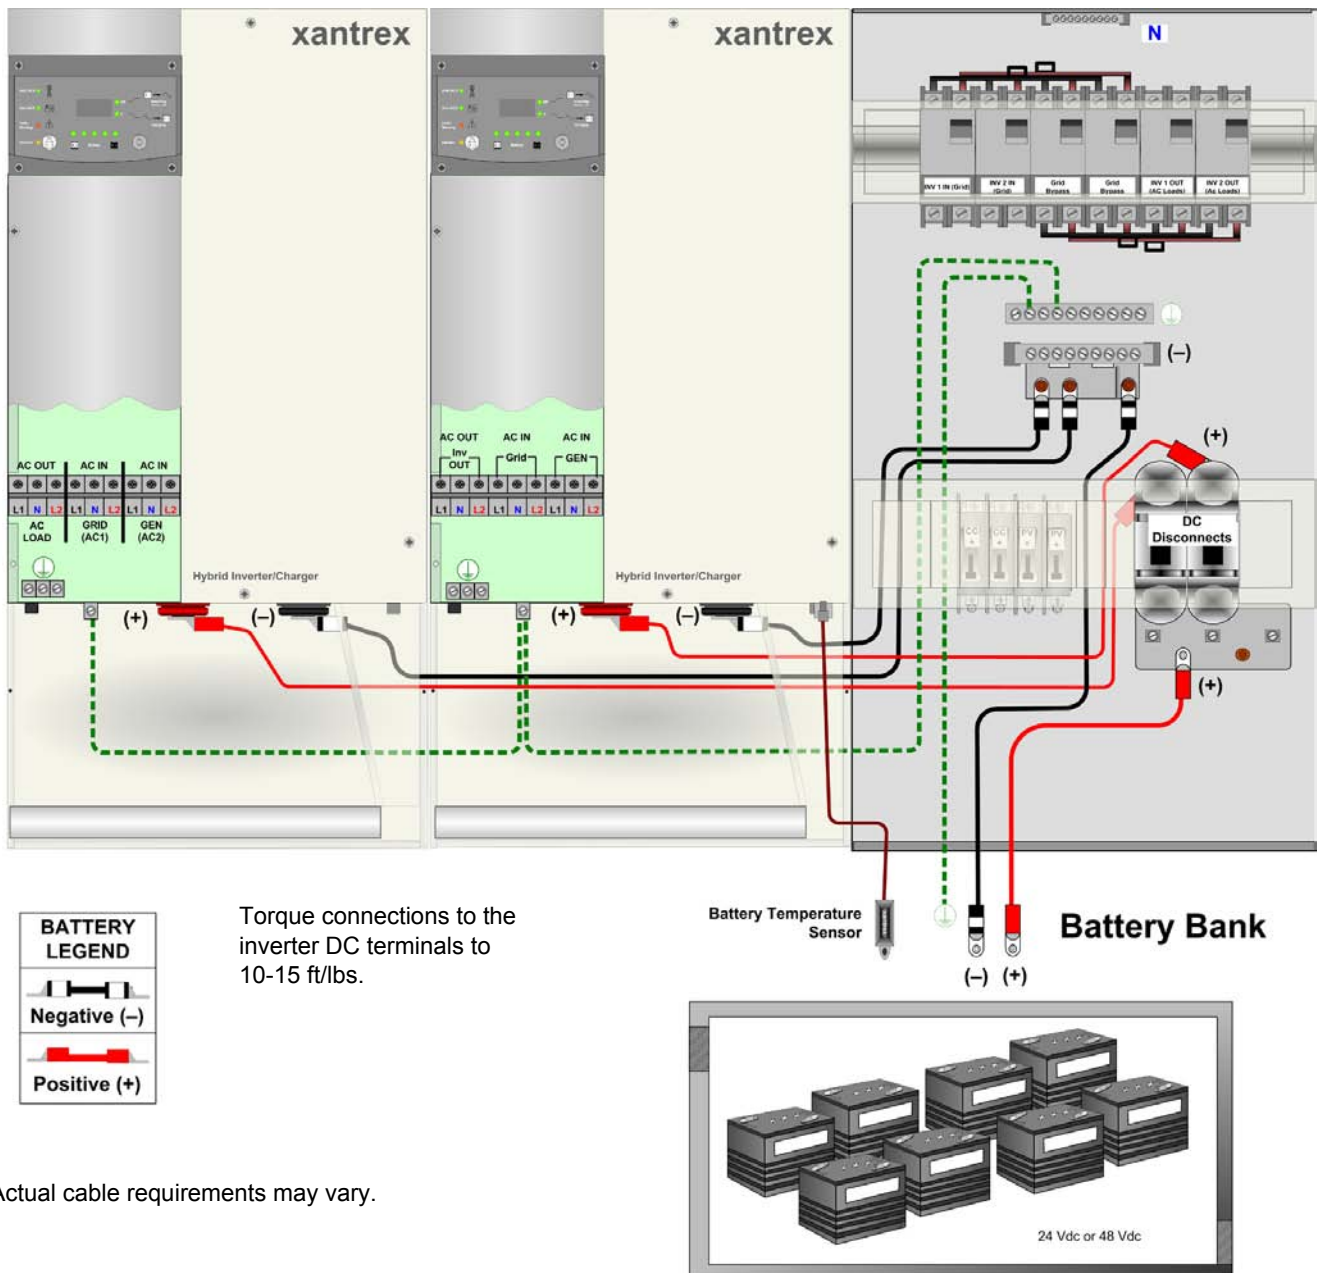 xantrex
xantrex
N
INV 1 IN (Grid)
INV 2 IN
(Grid)
Grid
Bypass
Grid
Bypass
INV 1 OUT
(AC Loads)
INV 2 OUT
(Ac Loads)
(–)
AC OUT AC IN AC IN
L1 N L2 L1 N L2 L1 N L2
AC
LOAD
GRID
(AC1)
GEN
(AC2)
Hybrid Inverter/Charger
(+) (–)
AC OUT AC IN AC IN
Inv
OUT
Grid
GEN
L1 N L2 L1 N L2 L1 N L2
Hybrid Inverter/Charger
(+) (–)
(+)
CC
+
CC
+
PV
+
PV
+
DC
Disconnects
(+)
BATTERY
LEGEND
Negative (–)
Positive (+)
Torque connections to the
inverter DC terminals to
10-15 ft/lbs.
Battery Temperature
Sensor
(–) (+)
Battery Bank
24 Vdc or 48 Vdc
Actual cable requirements may vary.